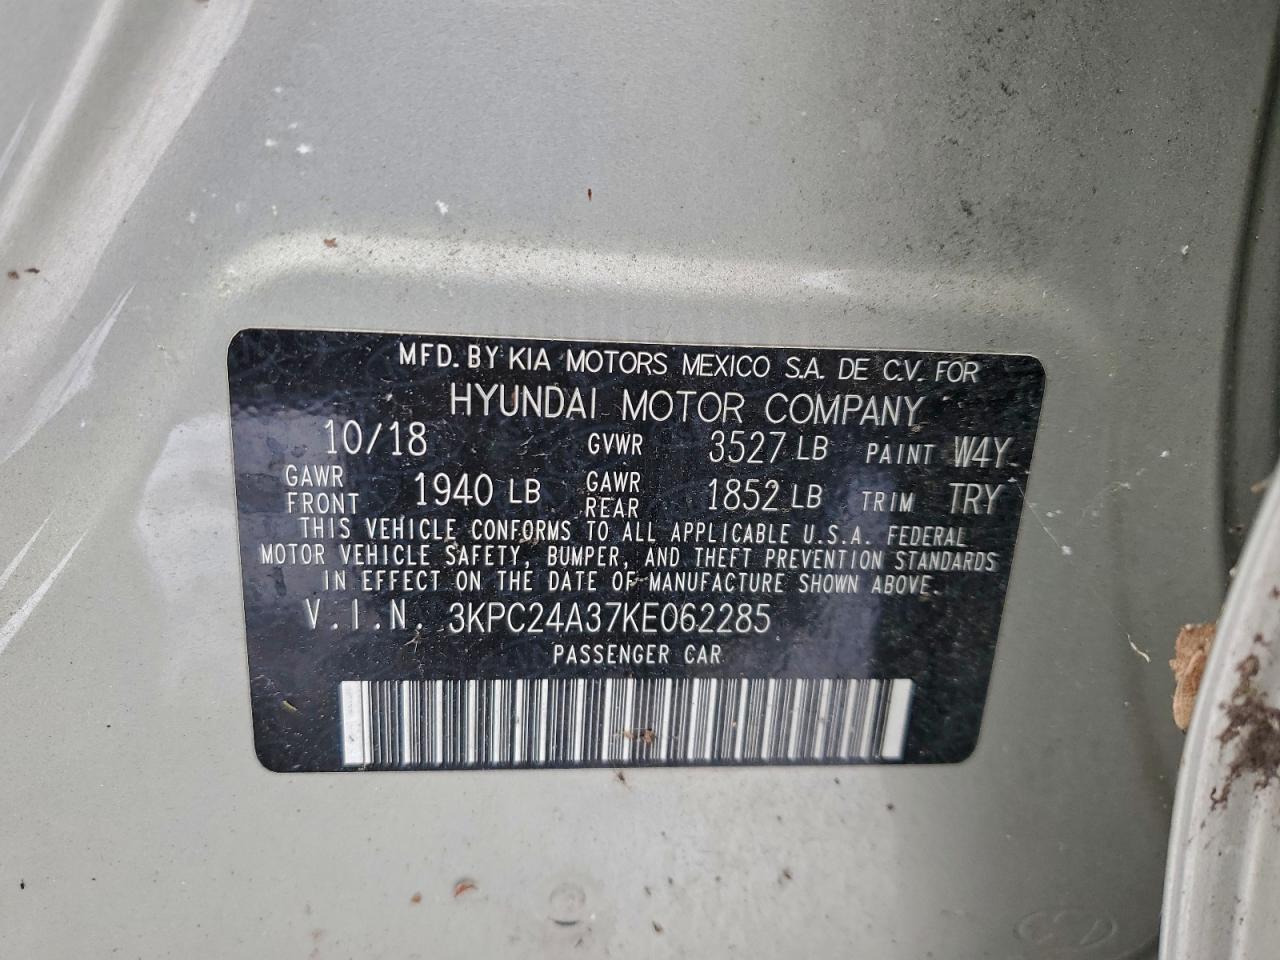 MFD. BY KIA MOTORS MEXICO S.A. DE C.V. FOR
HYUNDAI MOTOR COMPANY
10/18 GVWR 3527 LB PAINT W4Y
GAWR FRONT 1940 LB GAWR REAR 1852 LB TRIM TRY
THIS VEHICLE CONFORMS TO ALL APPLICABLE U.S.A. FEDERAL
MOTOR VEHICLE SAFETY, BUMPER, AND THEFT PREVENTION STANDARDS
IN EFFECT ON THE DATE OF MANUFACTURE SHOWN ABOVE.
V.I.N. 3KPC24A37KE062285
PASSENGER CAR